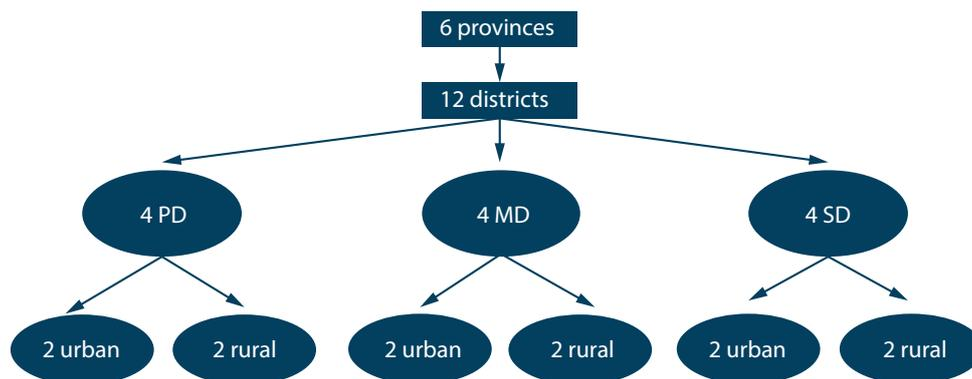 6 provinces
12 districts
4 PD
4 MD
4 SD
2 urban
2 rural
2 urban
2 rural
2 urban
2 rural